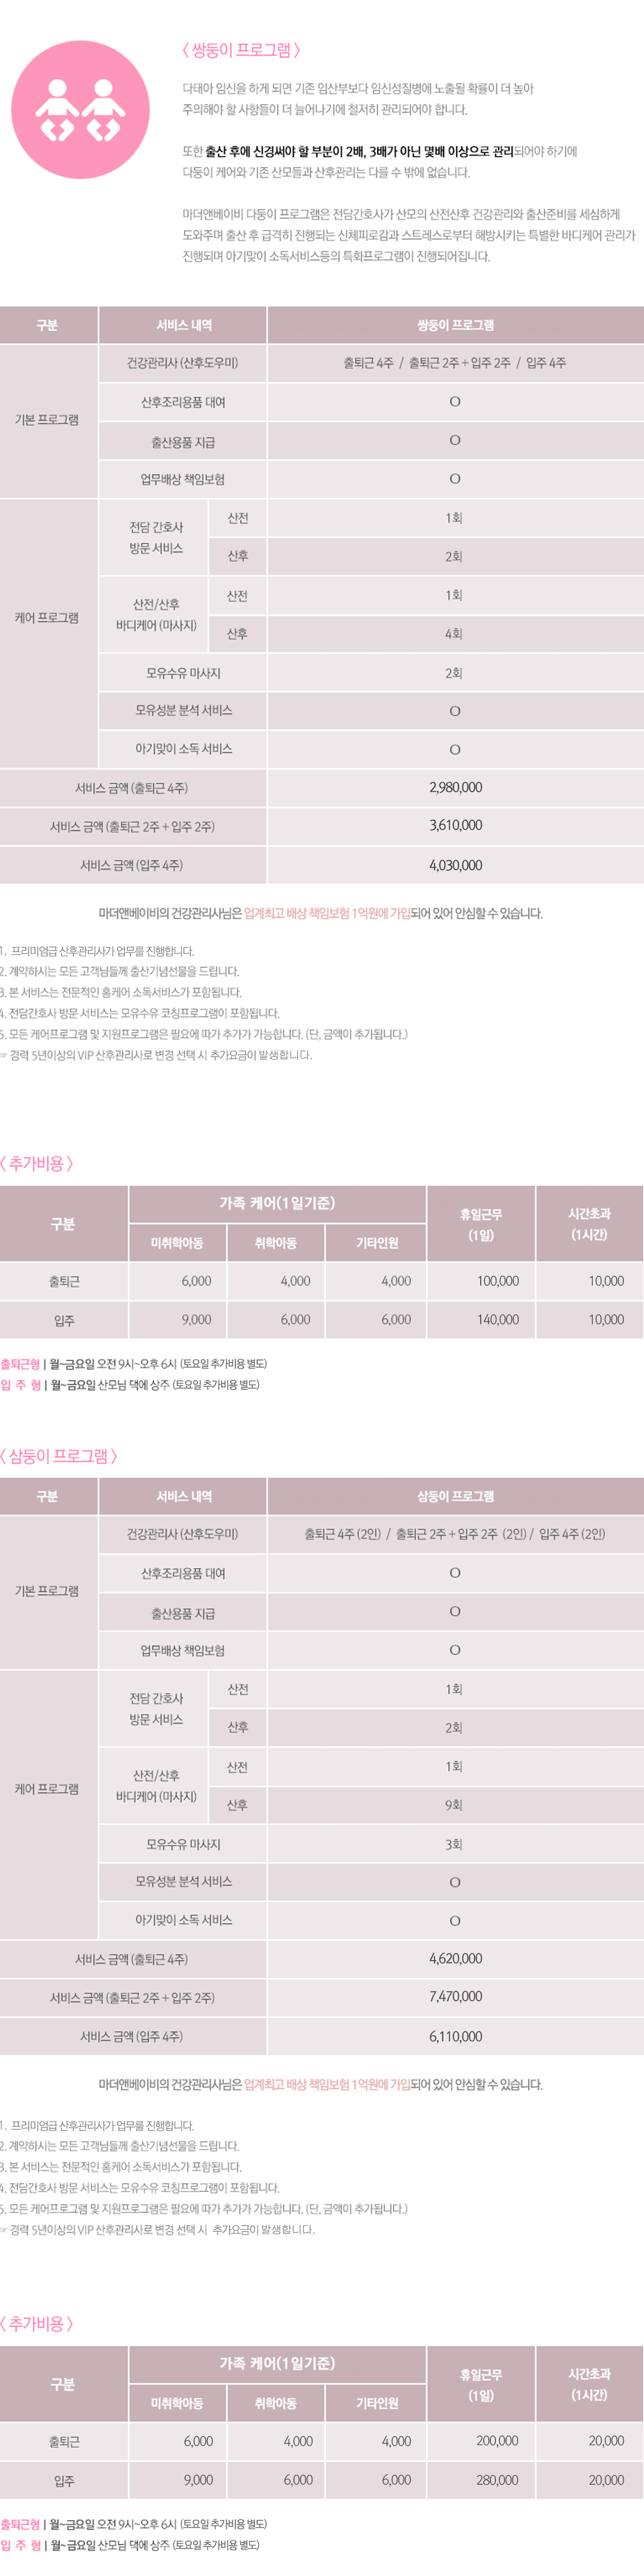 < 쌍둥이 프로그램 >
다태아 임신을 하게 되면 기존 임산부보다 임신성질병에 노출될 확률이 더 높아
주의해야 할 사항들이 더 늘어나기에 철저히 관리되어야 합니다.
또한 출산 후에 신경써야 할 부분이 2배, 3배가 아닌 몇배 이상으로 관리되어야 하기에
다둥이 케어와 기존 산모들과 산후관리는 다를 수 밖에 없습니다.
마더앤베이비 다둥이 프로그램은 전담간호사가 산모의 산전산후 건강관리와 출산준비를 세심하게
도와주며 출산 후 급격히 진행되는 신체피로감과 스트레스로부터 해방시키는 특별한 바디케어 관리가
진행되며 아기맞이 소독서비스등의 특화프로그램이 진행되어집니다.
구분 서비스 내역 쌍둥이 프로그램
기본 프로그램
건강관리사 (산후도우미) 출퇴근 4주 / 출퇴근 2주 + 입주 2주 / 입주 4주
산후조리용품 대여 O
출산용품 지급 O
업무배상 책임보험 O
케어 프로그램
전담 간호사
방문 서비스
산전 1회
산후 2회
산전/산후
바디케어 (마사지)
산전 1회
산후 4회
모유수유 마사지 2회
모유성분 분석 서비스 O
아기맞이 소독 서비스 O
서비스 금액 (출퇴근 4주) 2,980,000
서비스 금액 (출퇴근 2주 + 입주 2주) 3,610,000
서비스 금액 (입주 4주) 4,030,000
마더앤베이비의 건강관리사님은 업계최고 배상 책임보험 1억원에 가입되어 있어 안심할 수 있습니다.
1. 프리미엄급 산후관리사가 업무를 진행합니다.
2. 계약하시는 모든 고객님들께 출산기념선물을 드립니다.
3. 본 서비스는 전문적인 홈케어 소독서비스가 포함됩니다.
4. 전담간호사 방문 서비스는 모유수유 코칭프로그램이 포함됩니다.
5. 모든 케어프로그램 및 지원프로그램은 필요에 따가 추가가 가능합니다. (단, 금액이 추가됩니다.)
☞ 경력 5년이상의 VIP 산후관리사로 변경 선택 시 추가요금이 발생합니다.
< 추가비용 >
구분 가족 케어(1일기준) 휴일근무
(1일) 시간초과
(1시간)
미취학아동 취학아동 기타인원
출퇴근 6,000 4,000 4,000 100,000 10,000
입주 9,000 6,000 6,000 140,000 10,000
출퇴근형 | 월~금요일 오전 9시~오후 6시 (토요일 추가비용 별도)
입 주 형 | 월~금요일 산모님 댁에 상주 (토요일 추가비용 별도)
< 삼둥이 프로그램 >
구분 서비스 내역 삼둥이 프로그램
기본 프로그램
건강관리사 (산후도우미) 출퇴근 4주 (2인) / 출퇴근 2주 + 입주 2주 (2인) / 입주 4주 (2인)
산후조리용품 대여 O
출산용품 지급 O
업무배상 책임보험 O
케어 프로그램
전담 간호사
방문 서비스
산전 1회
산후 2회
산전/산후
바디케어 (마사지)
산전 1회
산후 9회
모유수유 마사지 3회
모유성분 분석 서비스 O
아기맞이 소독 서비스 O
서비스 금액 (출퇴근 4주) 4,620,000
서비스 금액 (출퇴근 2주 + 입주 2주) 7,470,000
서비스 금액 (입주 4주) 6,110,000
마더앤베이비의 건강관리사님은 업계최고 배상 책임보험 1억원에 가입되어 있어 안심할 수 있습니다.
1. 프리미엄급 산후관리사가 업무를 진행합니다.
2. 계약하시는 모든 고객님들께 출산기념선물을 드립니다.
3. 본 서비스는 전문적인 홈케어 소독서비스가 포함됩니다.
4. 전담간호사 방문 서비스는 모유수유 코칭프로그램이 포함됩니다.
5. 모든 케어프로그램 및 지원프로그램은 필요에 따가 추가가 가능합니다. (단, 금액이 추가됩니다.)
☞ 경력 5년이상의 VIP 산후관리사로 변경 선택 시 추가요금이 발생합니다.
< 추가비용 >
구분 가족 케어(1일기준) 휴일근무
(1일) 시간초과
(1시간)
미취학아동 취학아동 기타인원
출퇴근 6,000 4,000 4,000 200,000 20,000
입주 9,000 6,000 6,000 280,000 20,000
출퇴근형 | 월~금요일 오전 9시~오후 6시 (토요일 추가비용 별도)
입 주 형 | 월~금요일 산모님 댁에 상주 (토요일 추가비용 별도)